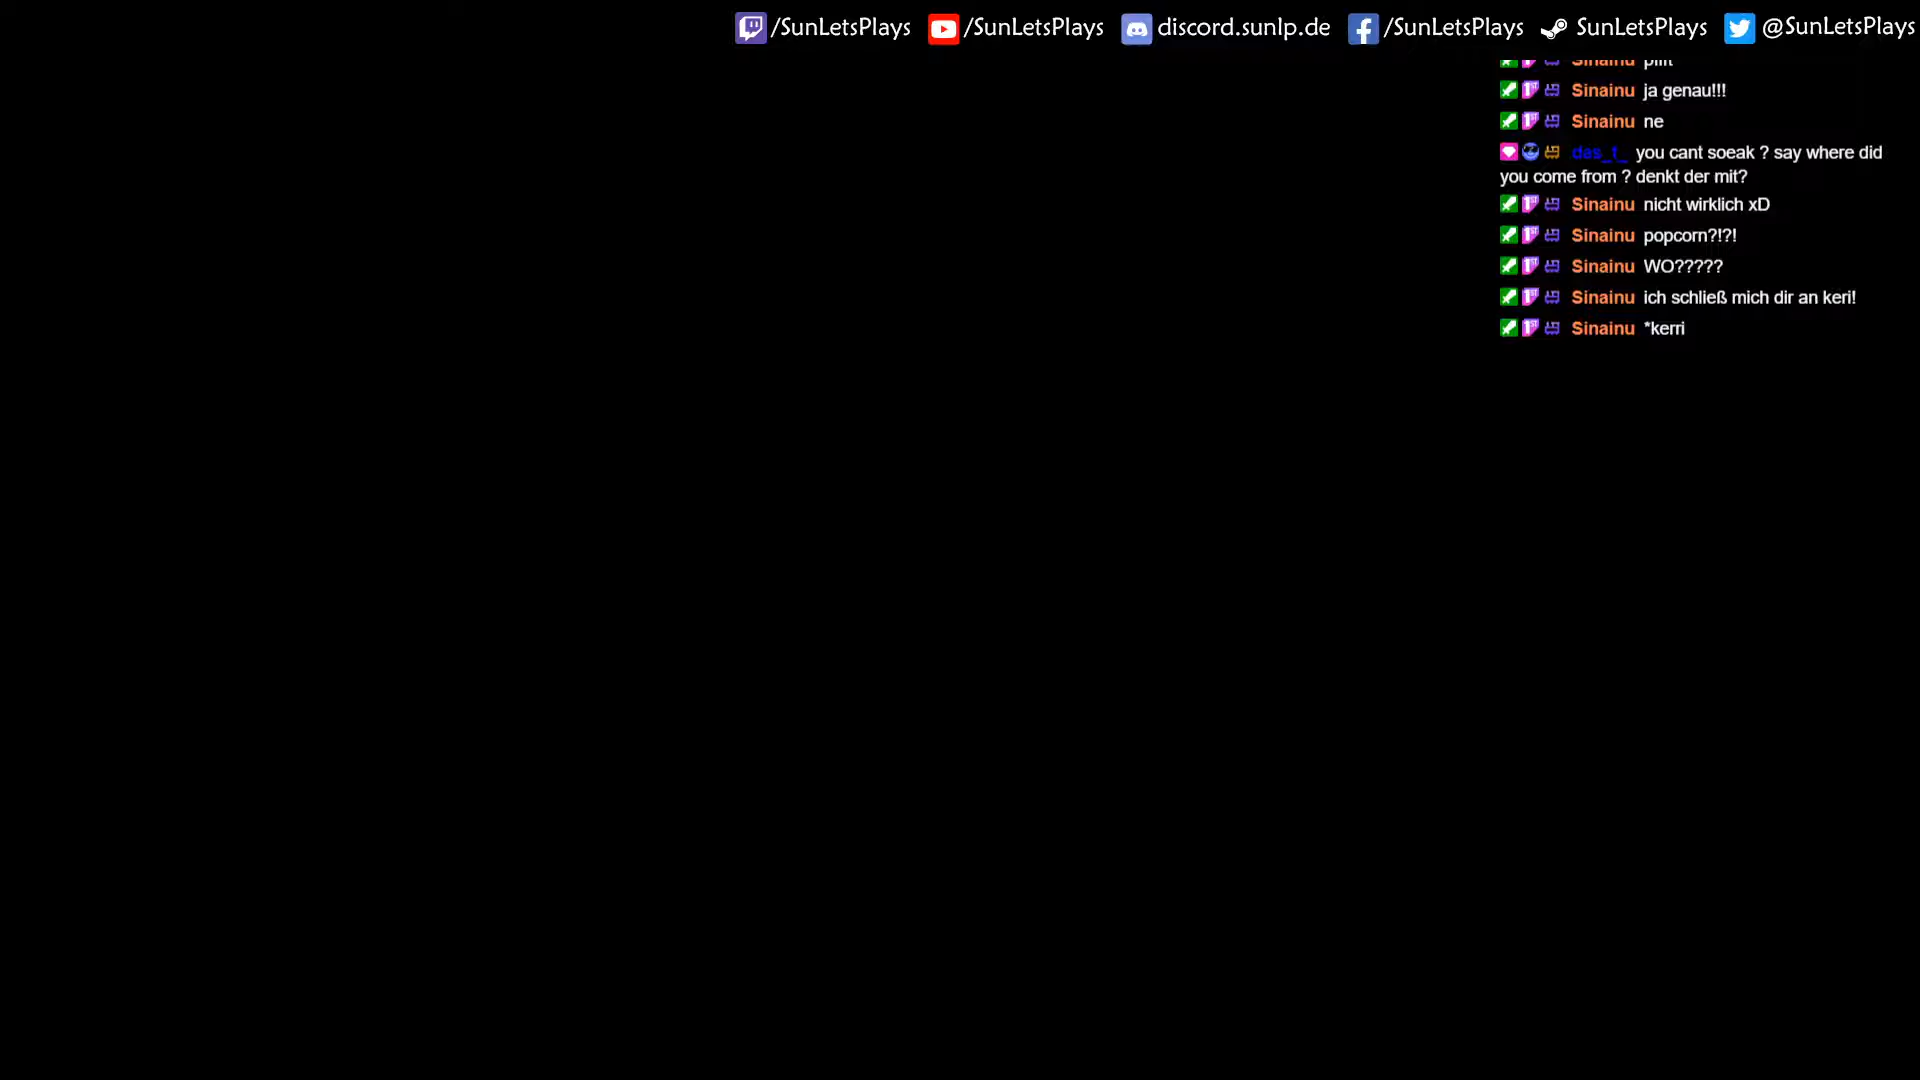 /SunLetsPlays /SunLetsPlays discord.sunlp.de /SunLetsPlays SunLetsPlays @SunLetsPlays
Sinainu
Sinainu ja genau!!!
Sinainu ne
das_t_ you cant soeak ? say where did
you come from ? denkt der mit?
Sinainu nicht wirklich xD
Sinainu popcorn?!?!
Sinainu WO?????
Sinainu ich schließ mich dir an keri!
Sinainu *kerri